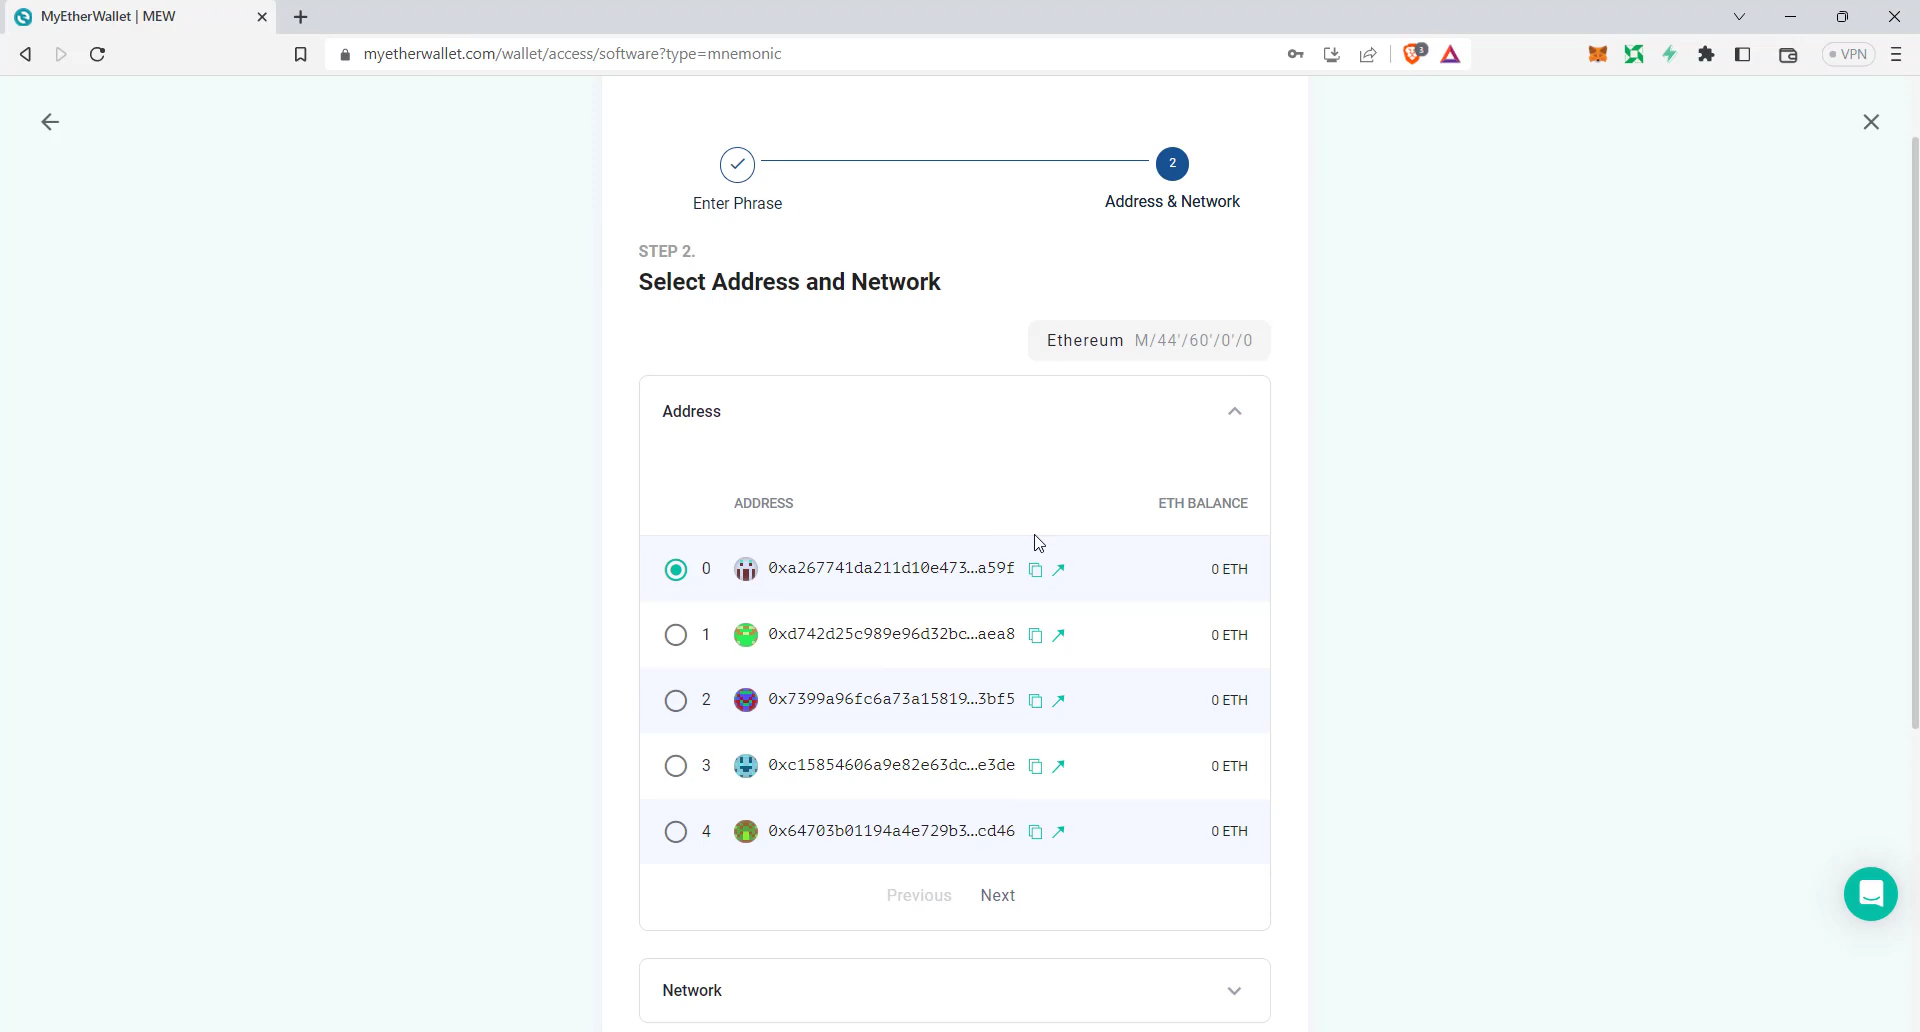 MyEtherWallet | MEW
myetherwallet.com/wallet/access/software?type=mnemonic
3
VPN
2
Enter Phrase
Address & Network
STEP 2.
Select Address and Network
Ethereum M/44'/60'/0'/0
Address
ADDRESS ETH BALANCE
0 0xa267741da211d10e473...a59f 0 ETH
1 0xd742d25c989e96d32bc...aea8 0 ETH
2 0x7399a96fc6a73a15819...3bf5 0 ETH
3 0xc15854606a9e82e63dc...e3de 0 ETH
4 0x64703b01194a4e729b3...cd46 0 ETH
Previous Next
Network